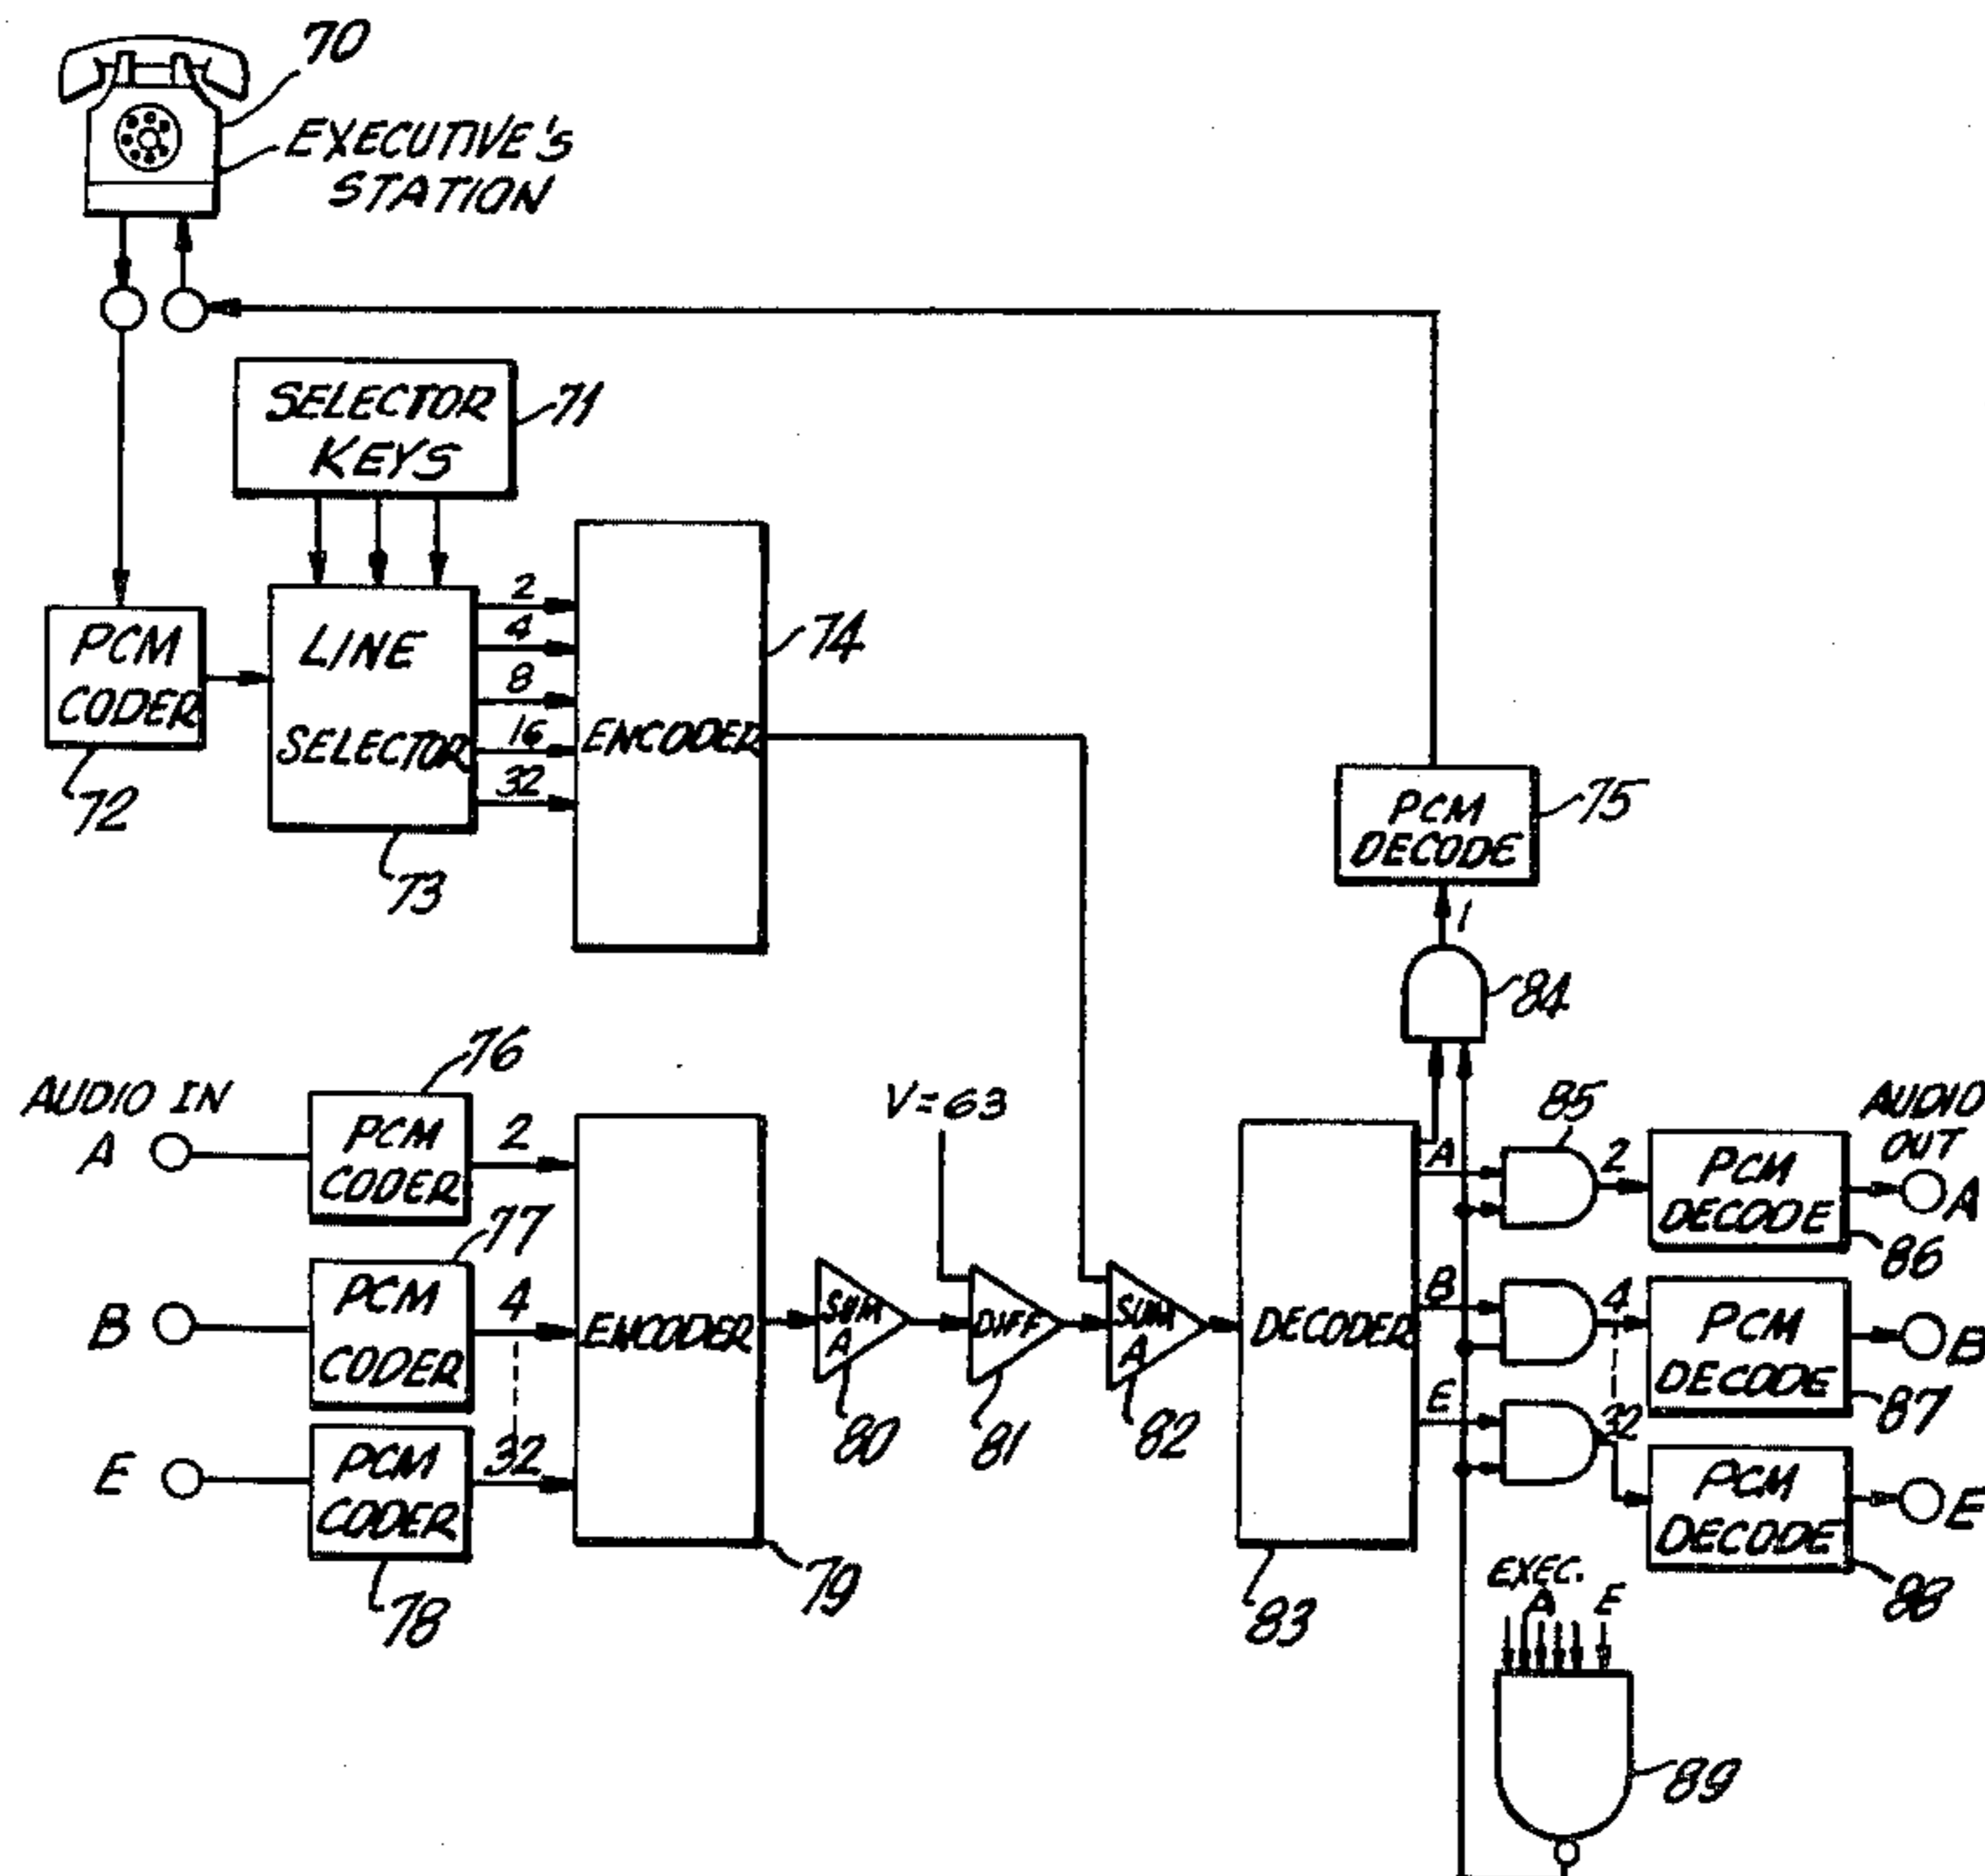 70
EXECUTIVE'S
STATION
SELECTOR
KEYS
71
PCM
CODER
72
LINE
SELECTOR
73
2
4
8
16
32
ENCODER
74
PCM
DECODE
75
1
84
AUDIO IN
A
PCM
CODER
76
2
B
PCM
CODER
77
4
E
PCM
CODER
78
32
ENCODER
79
SUM
A
80
V=63
DIFF
81
SUM
A
82
DECODER
83
A
B
E
85
2
4
32
PCM
DECODE
86
PCM
DECODE
87
PCM
DECODE
88
AUDIO
OUT
A
B
E
EXEC.
A
E
89